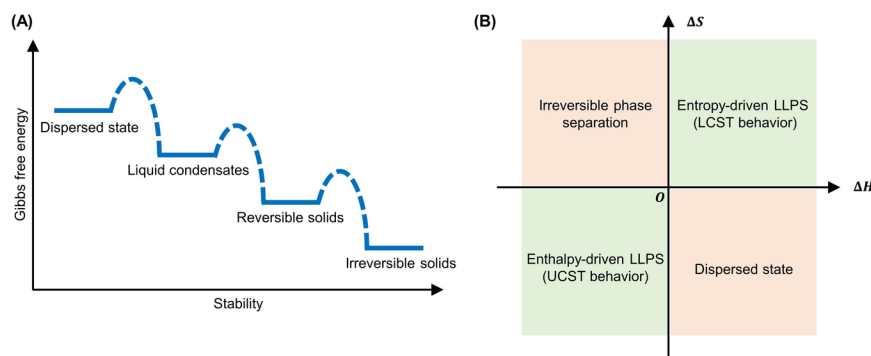 (A)
Gibbs free energy
Dispersed state
Liquid condensates
Reversible solids
Irreversible solids
Stability
(B)
ΔS
Irreversible phase
separation
Entropy-driven LLPS
(LCST behavior)
O
ΔH
Enthalpy-driven LLPS
(UCST behavior)
Dispersed state